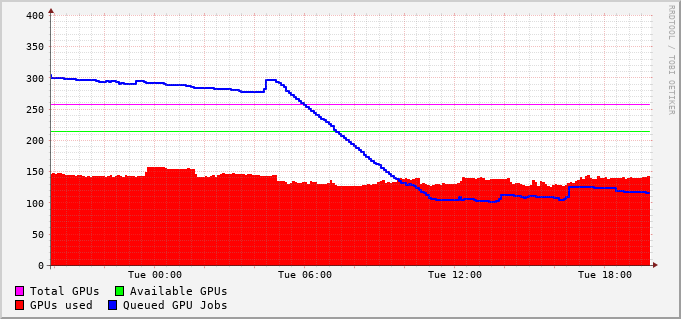 400
350
300
250
200
150
100
50
0
Tue 00:00 Tue 06:00 Tue 12:00 Tue 18:00
Total GPUs Available GPUs
GPUs used Queued GPU Jobs
RRDTOOL / TOBI OETIKER